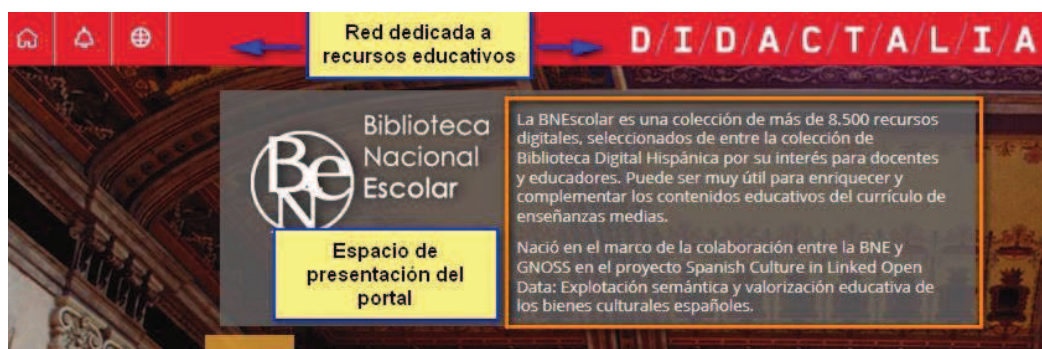 Red dedicada a
recursos educativos
D/I/D/A/C/T/A/L/I/A
Biblioteca
Nacional
Escolar
BNe
La BNEscolar es una colección de más de 8.500 recursos
digitales, seleccionados de entre la colección de
Biblioteca Digital Hispánica por su interés para docentes
y educadores. Puede ser muy útil para enriquecer y
complementar los contenidos educativos del currículo de
enseñanzas medias.
Nació en el marco de la colaboración entre la BNE y
GNOSS en el proyecto Spanish Culture in Linked Open
Data: Explotación semántica y valorización educativa de
los bienes culturales españoles.
Espacio de
presentación del
portal